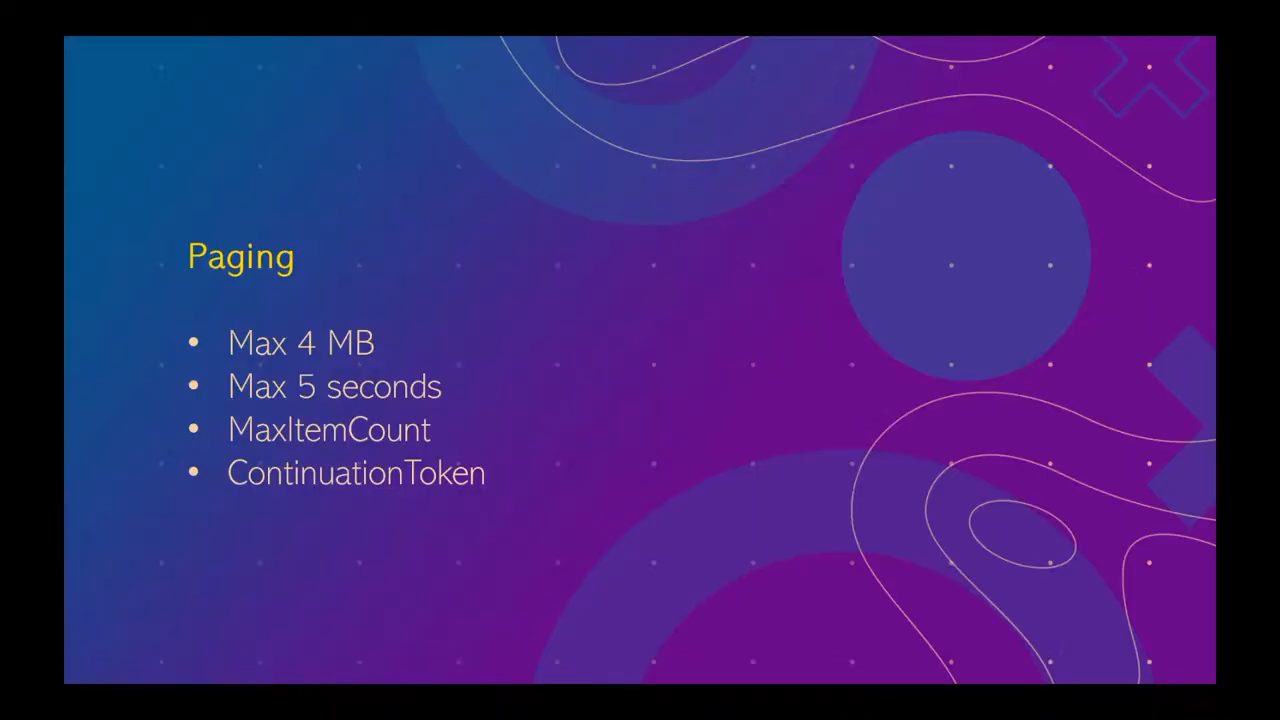 Paging
• Max 4 MB
• Max 5 seconds
• MaxItemCount
• ContinuationToken